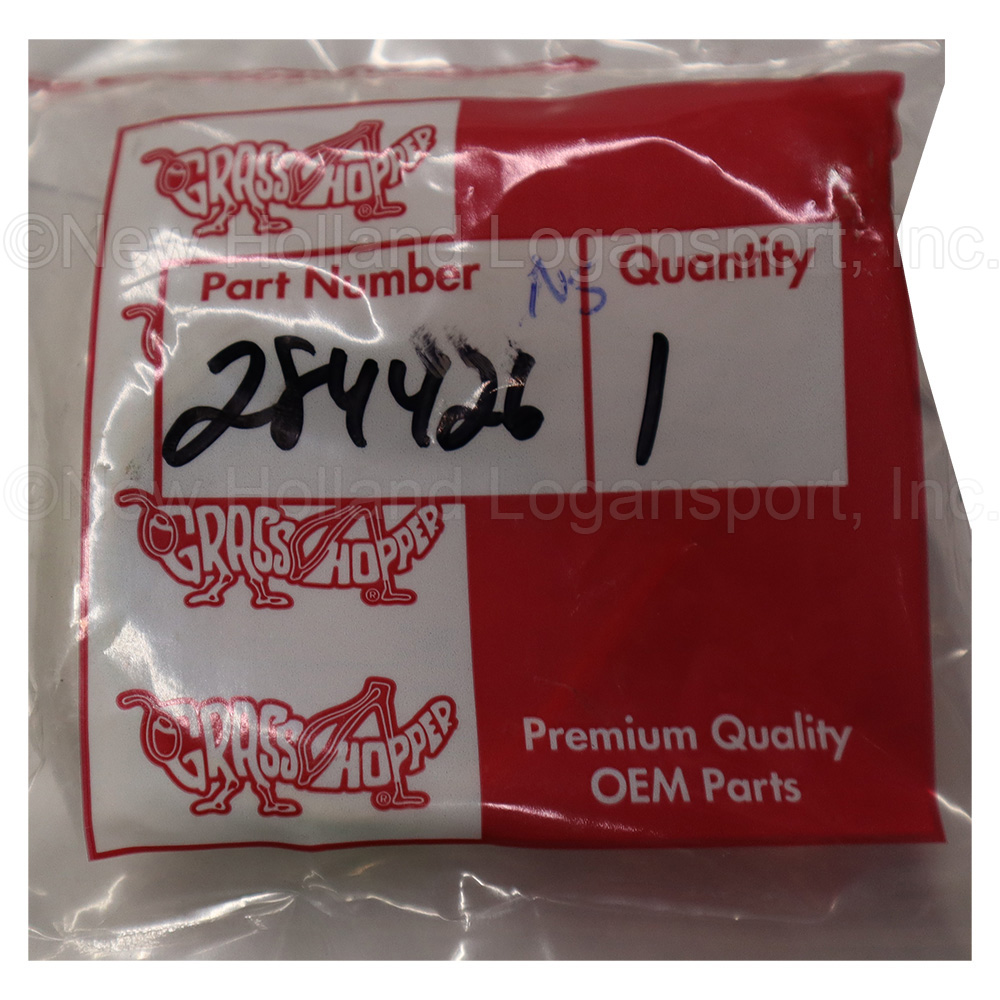 GRASSHOPPER®
©New Holland Logansport, Inc.
Part Number
Quantity
284426
1
©New Holland Logansport, Inc.
GRASSHOPPER®
GRASSHOPPER®
Premium Quality
OEM Parts